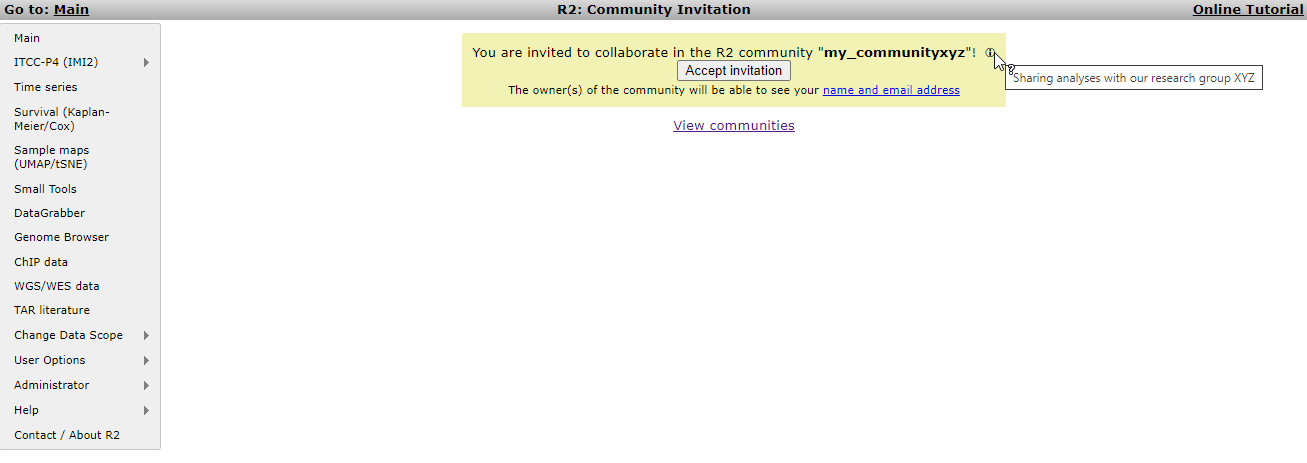 Go to: Main
R2: Community Invitation
Online Tutorial
Main
ITCC-P4 (IMI2)
Time series
Survival (Kaplan-
Meier/Cox)
Sample maps
(UMAP/tSNE)
Small Tools
DataGrabber
Genome Browser
ChIP data
WGS/WES data
TAR literature
Change Data Scope
User Options
Administrator
Help
Contact / About R2
You are invited to collaborate in the R2 community "my_communityxyz"!
Accept invitation
The owner(s) of the community will be able to see your name and email address
View communities
Sharing analyses with our research group XYZ